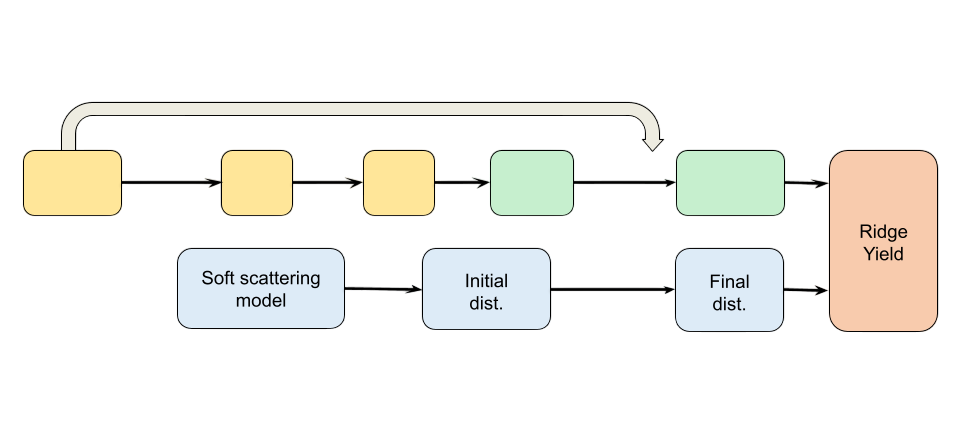 Soft scattering
model
Initial
dist.
Final
dist.
Ridge
Yield